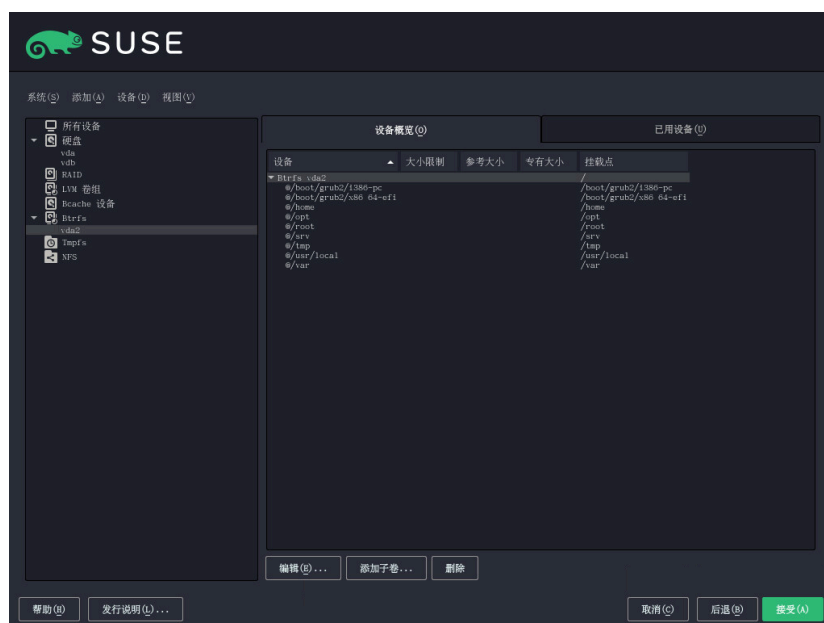 SUSE
系统(S) 添加(A) 设备(D) 视图(V)
所有设备
硬盘
vda
vdb
RAID
LVM 卷组
Bcache 设备
Btrfs
vda2
Tmpfs
NFS
设备概览(O) 已用设备(U)
设备 大小限制 参考大小 专有大小 挂载点
Btrfs vda2 /
@/boot/grub2/i386-pc /boot/grub2/i386-pc
@/boot/grub2/x86_64-efi /boot/grub2/x86_64-efi
@/home /home
@/opt /opt
@/root /root
@/srv /srv
@/tmp /tmp
@/usr/local /usr/local
@/var /var
编辑(E)... 添加子卷... 删除
帮助(H) 发行说明(L)... 取消(C) 后退(B) 接受(A)